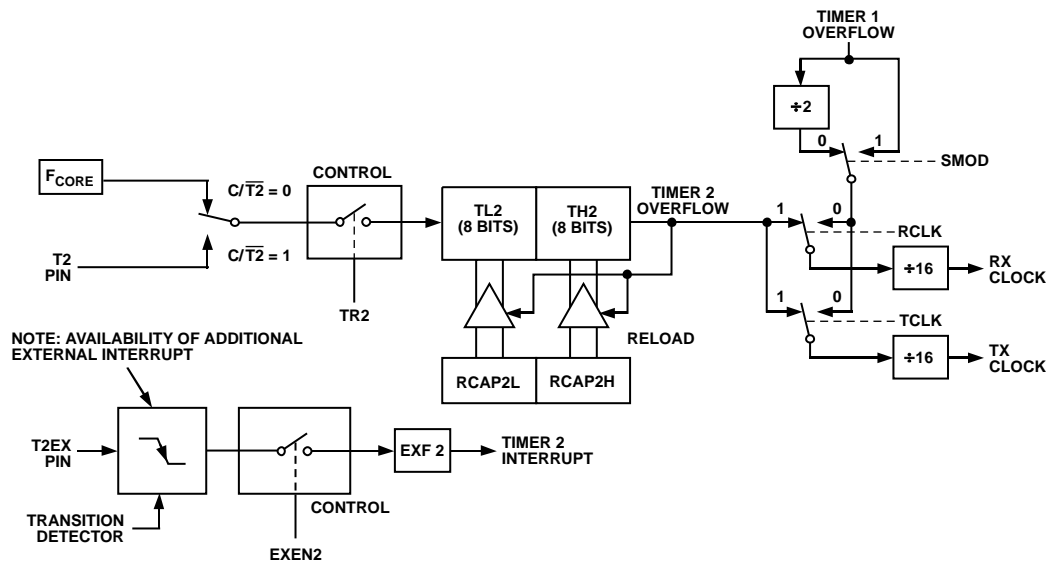 TIMER 1
OVERFLOW
÷2
0
1
SMOD
F CORE
C/T2 = 0
CONTROL
TL2
(8 BITS)
TH2
(8 BITS)
TIMER 2
OVERFLOW
1
0
RCLK
T2
PIN
C/T2 = 1
÷16
RX
CLOCK
TR2
1
0
TCLK
RELOAD
NOTE: AVAILABILITY OF ADDITIONAL
EXTERNAL INTERRUPT
RCAP2L
RCAP2H
÷16
TX
CLOCK
T2EX
PIN
EXF 2
TIMER 2
INTERRUPT
CONTROL
TRANSITION
DETECTOR
EXEN2